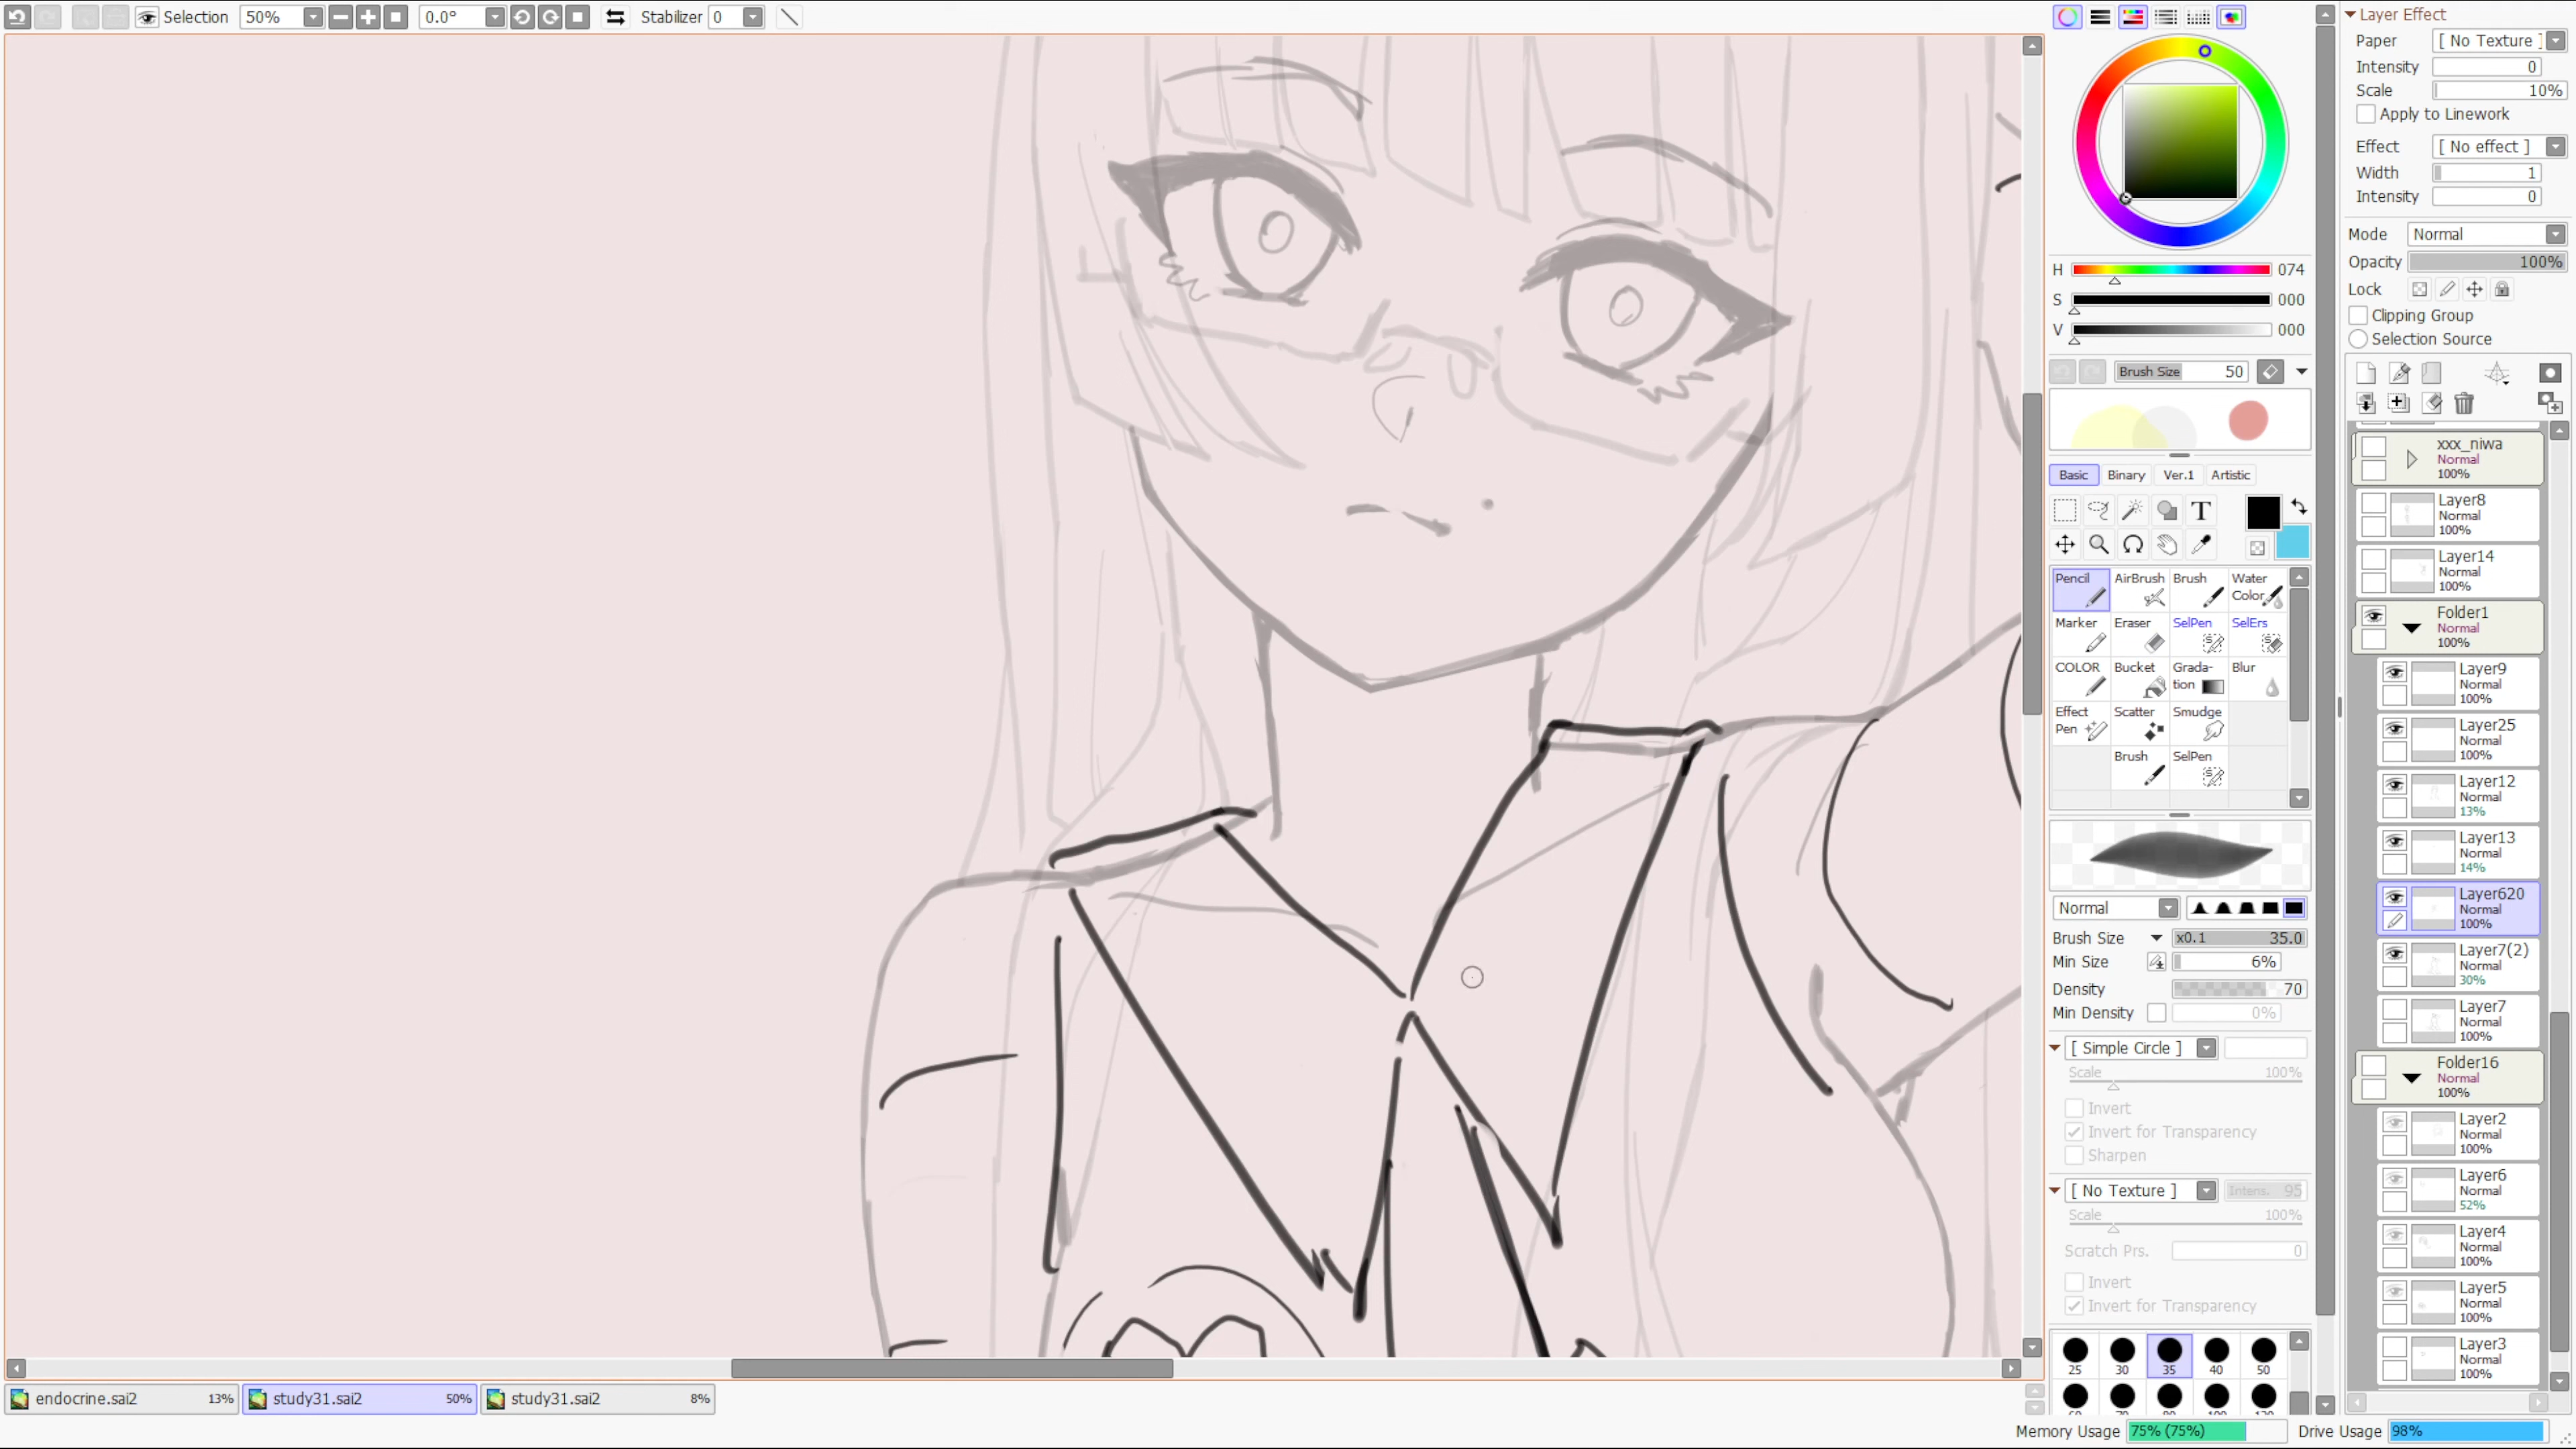 Selection 50% 0.0° Stabilizer 0
Layer Effect
Paper [ No Texture ]
Intensity 0
Scale 10%
Apply to Linework
Effect [ No effect ]
Width 1
Intensity 0
Mode Normal
Opacity 100%
Lock
Clipping Group
Selection Source
H 074
S 000
V 000
Brush Size 50
Basic Binary Ver.1 Artistic
T
Pencil AirBrush Brush Water Color
Marker Eraser SelPen SelErs
COLOR Bucket Grada-tion Blur
Effect Pen Scatter Smudge
Brush SelPen
Normal
Brush Size x0.1 35.0
Min Size 6%
Density 70
Min Density 0%
[ Simple Circle ]
Scale 100%
Invert
Invert for Transparency
Sharpen
[ No Texture ] Intens. 95
Scale 100%
Scratch Prs. 0
Invert
Invert for Transparency
25 30 35 40 50
xxx_niwa
Normal
100%
Layer8
Normal
100%
Layer14
Normal
100%
Folder1
Normal
100%
Layer9
Normal
100%
Layer25
Normal
100%
Layer12
Normal
13%
Layer13
Normal
14%
Layer620
Normal
100%
Layer7(2)
Normal
30%
Layer7
Normal
100%
Folder16
Normal
100%
Layer2
Normal
100%
Layer6
Normal
52%
Layer4
Normal
100%
Layer5
Normal
100%
Layer3
Normal
100%
endocrine.sai2 13% study31.sai2 50% study31.sai2 8%
Memory Usage 75% (75%) Drive Usage 98%